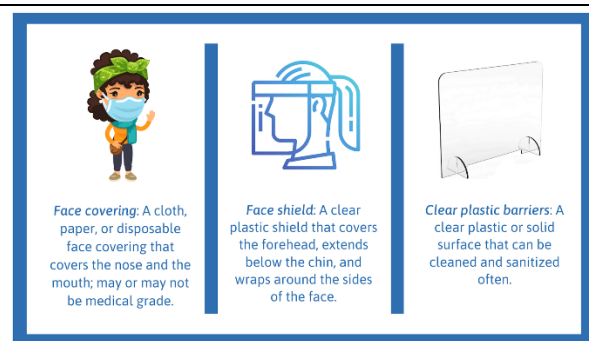 Face covering: A cloth,
paper, or disposable
face covering that
covers the nose and the
mouth; may or may not
be medical grade.
Face shield: A clear
plastic shield that covers
the forehead, extends
below the chin, and
wraps around the sides
of the face.
Clear plastic barriers: A
clear plastic or solid
surface that can be
cleaned and sanitized
often.